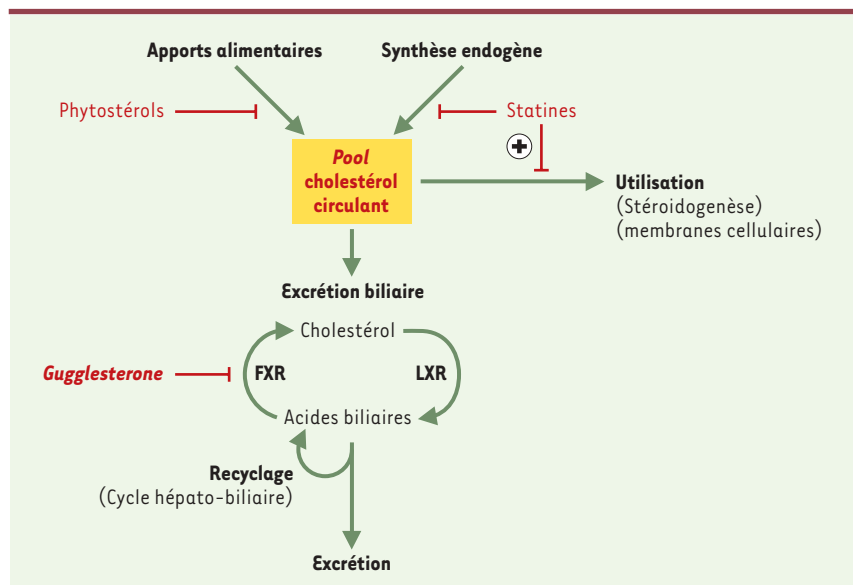 Apports alimentaires
Synthèse endogène
Phytostérols
Statines
+
Pool
cholestérol
circulant
Utilisation
(Stéroidogenèse)
(membranes cellulaires)
Excrétion biliaire
Cholestérol
Gugglesterone
FXR
LXR
Acides biliaires
Recyclage
(Cycle hépato-biliaire)
Excrétion